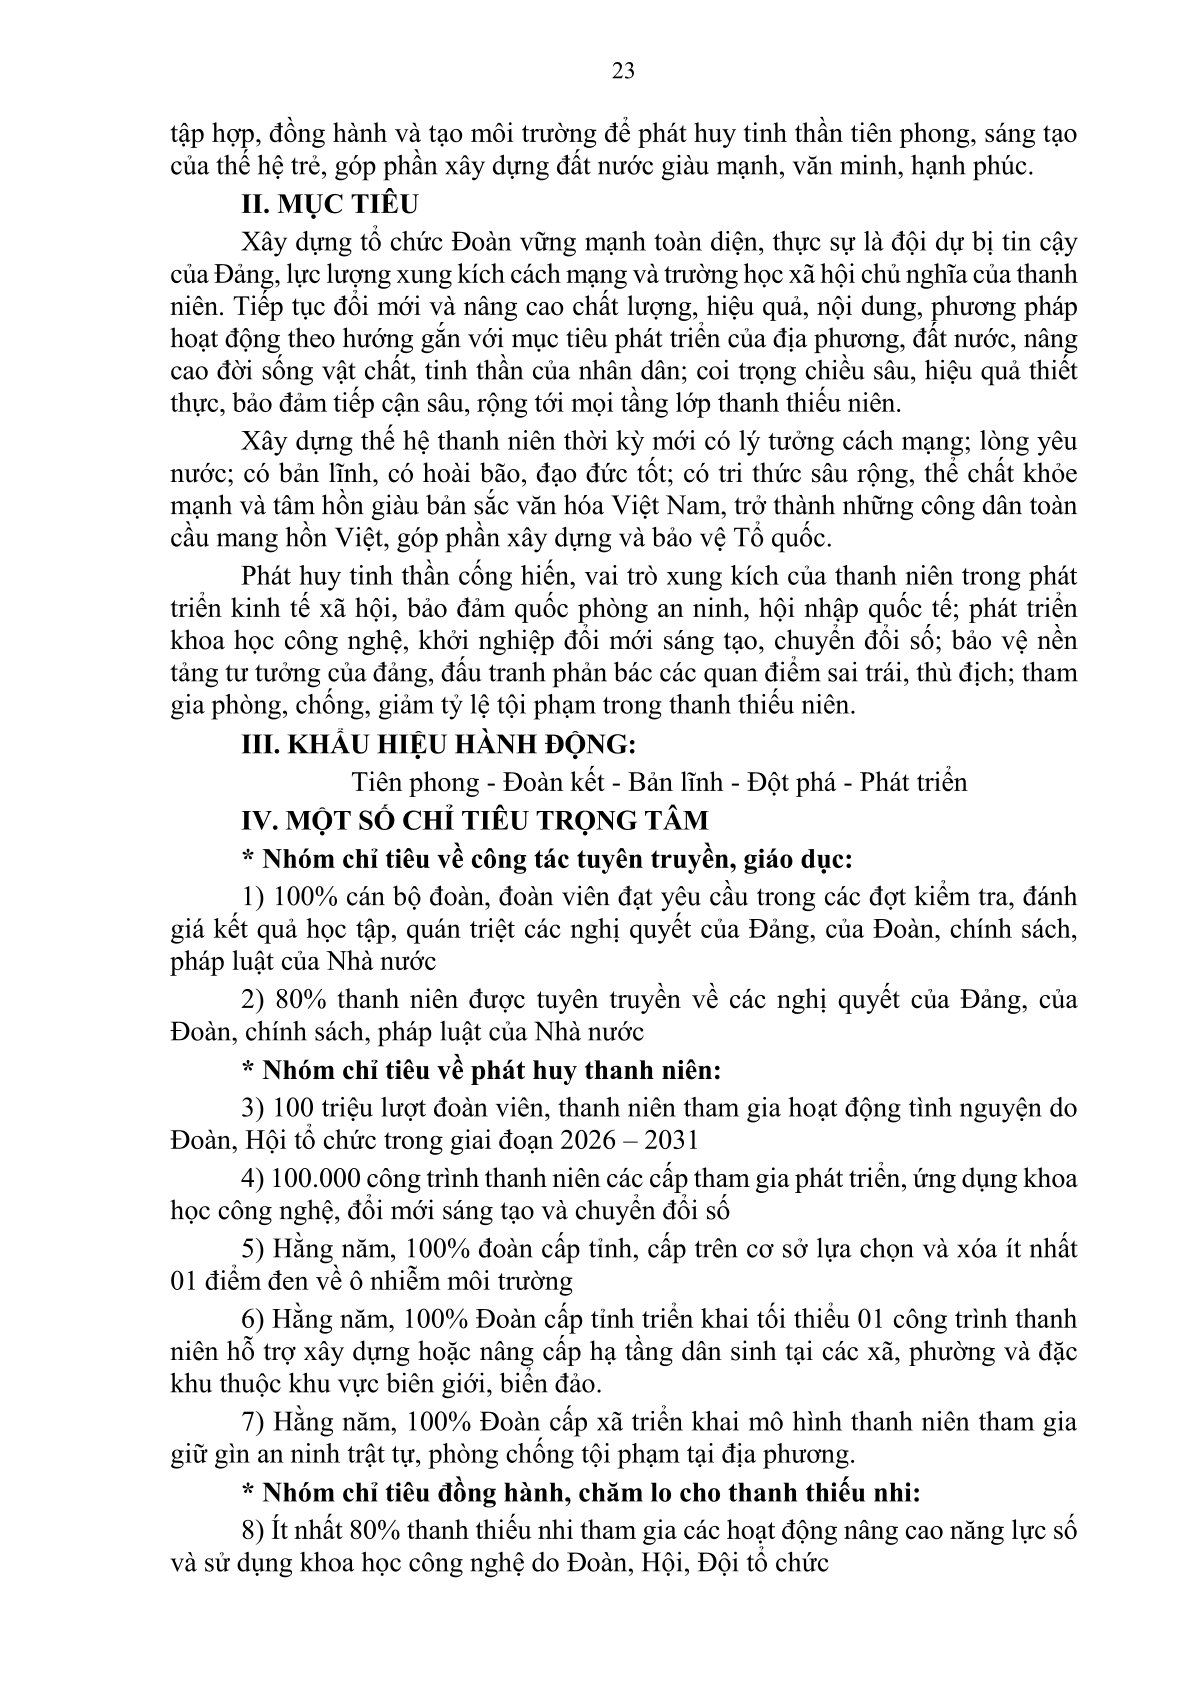 23
tập hợp, đồng hành và tạo môi trường để phát huy tinh thần tiên phong, sáng tạo
của thế hệ trẻ, góp phần xây dựng đất nước giàu mạnh, văn minh, hạnh phúc.
II. MỤC TIÊU
Xây dựng tổ chức Đoàn vững mạnh toàn diện, thực sự là đội dự bị tin cậy
của Đảng, lực lượng xung kích cách mạng và trường học xã hội chủ nghĩa của thanh
niên. Tiếp tục đổi mới và nâng cao chất lượng, hiệu quả, nội dung, phương pháp
hoạt động theo hướng gắn với mục tiêu phát triển của địa phương, đất nước, nâng
cao đời sống vật chất, tinh thần của nhân dân; coi trọng chiều sâu, hiệu quả thiết
thực, bảo đảm tiếp cận sâu, rộng tới mọi tầng lớp thanh thiếu niên.
Xây dựng thế hệ thanh niên thời kỳ mới có lý tưởng cách mạng; lòng yêu
nước; có bản lĩnh, có hoài bão, đạo đức tốt; có tri thức sâu rộng, thể chất khỏe
mạnh và tâm hồn giàu bản sắc văn hóa Việt Nam, trở thành những công dân toàn
cầu mang hồn Việt, góp phần xây dựng và bảo vệ Tổ quốc.
Phát huy tinh thần cống hiến, vai trò xung kích của thanh niên trong phát
triển kinh tế xã hội, bảo đảm quốc phòng an ninh, hội nhập quốc tế; phát triển
khoa học công nghệ, khởi nghiệp đổi mới sáng tạo, chuyển đổi số; bảo vệ nền
tảng tư tưởng của đảng, đấu tranh phản bác các quan điểm sai trái, thù địch; tham
gia phòng, chống, giảm tỷ lệ tội phạm trong thanh thiếu niên.
III. KHẨU HIỆU HÀNH ĐỘNG:
Tiên phong - Đoàn kết - Bản lĩnh - Đột phá - Phát triển
IV. MỘT SỐ CHỈ TIÊU TRỌNG TÂM
* Nhóm chỉ tiêu về công tác tuyên truyền, giáo dục:
1) 100% cán bộ đoàn, đoàn viên đạt yêu cầu trong các đợt kiểm tra, đánh
giá kết quả học tập, quán triệt các nghị quyết của Đảng, của Đoàn, chính sách,
pháp luật của Nhà nước
2) 80% thanh niên được tuyên truyền về các nghị quyết của Đảng, của
Đoàn, chính sách, pháp luật của Nhà nước
* Nhóm chỉ tiêu về phát huy thanh niên:
3) 100 triệu lượt đoàn viên, thanh niên tham gia hoạt động tình nguyện do
Đoàn, Hội tổ chức trong giai đoạn 2026 – 2031
4) 100.000 công trình thanh niên các cấp tham gia phát triển, ứng dụng khoa
học công nghệ, đổi mới sáng tạo và chuyển đổi số
5) Hằng năm, 100% đoàn cấp tỉnh, cấp trên cơ sở lựa chọn và xóa ít nhất
01 điểm đen về ô nhiễm môi trường
6) Hằng năm, 100% Đoàn cấp tỉnh triển khai tối thiểu 01 công trình thanh
niên hỗ trợ xây dựng hoặc nâng cấp hạ tầng dân sinh tại các xã, phường và đặc
khu thuộc khu vực biên giới, biển đảo.
7) Hằng năm, 100% Đoàn cấp xã triển khai mô hình thanh niên tham gia
giữ gìn an ninh trật tự, phòng chống tội phạm tại địa phương.
* Nhóm chỉ tiêu đồng hành, chăm lo cho thanh thiếu nhi:
8) Ít nhất 80% thanh thiếu nhi tham gia các hoạt động nâng cao năng lực số
và sử dụng khoa học công nghệ do Đoàn, Hội, Đội tổ chức